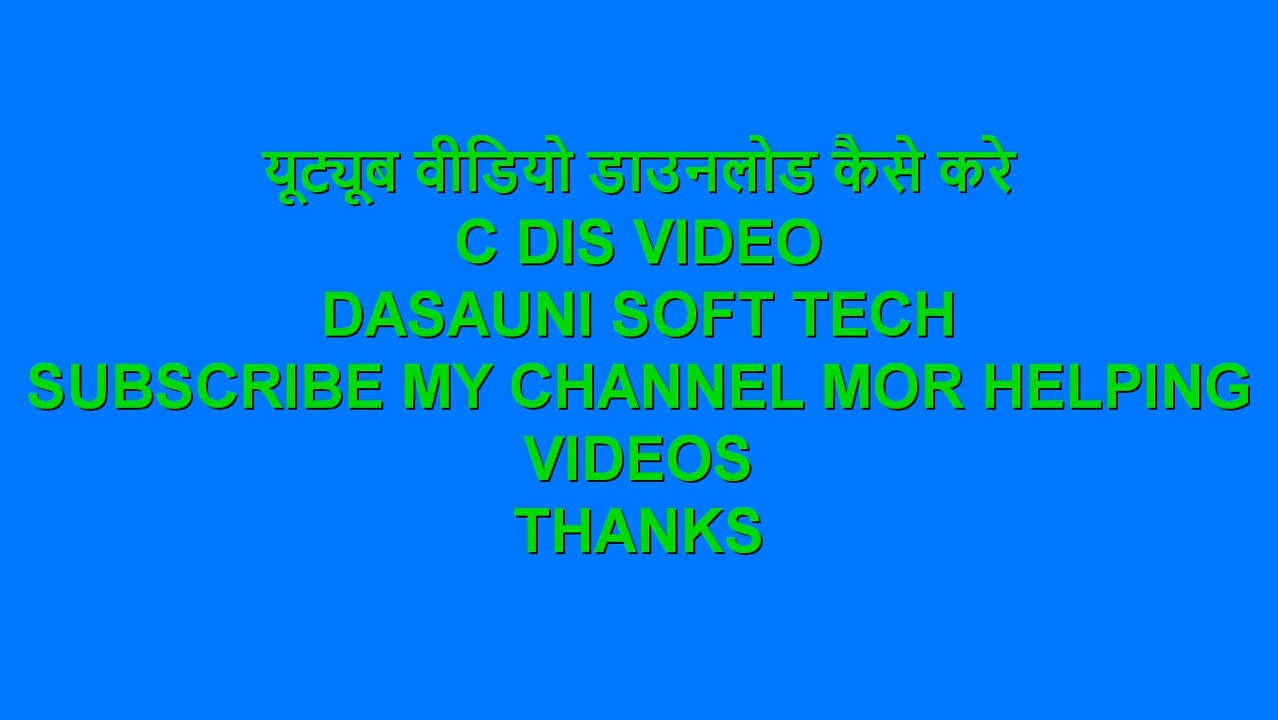 यूट्यूब वीडियो डाउनलोड कैसे करे
C DIS VIDEO
DASAUNI SOFT TECH
SUBSCRIBE MY CHANNEL MOR HELPING
VIDEOS
THANKS